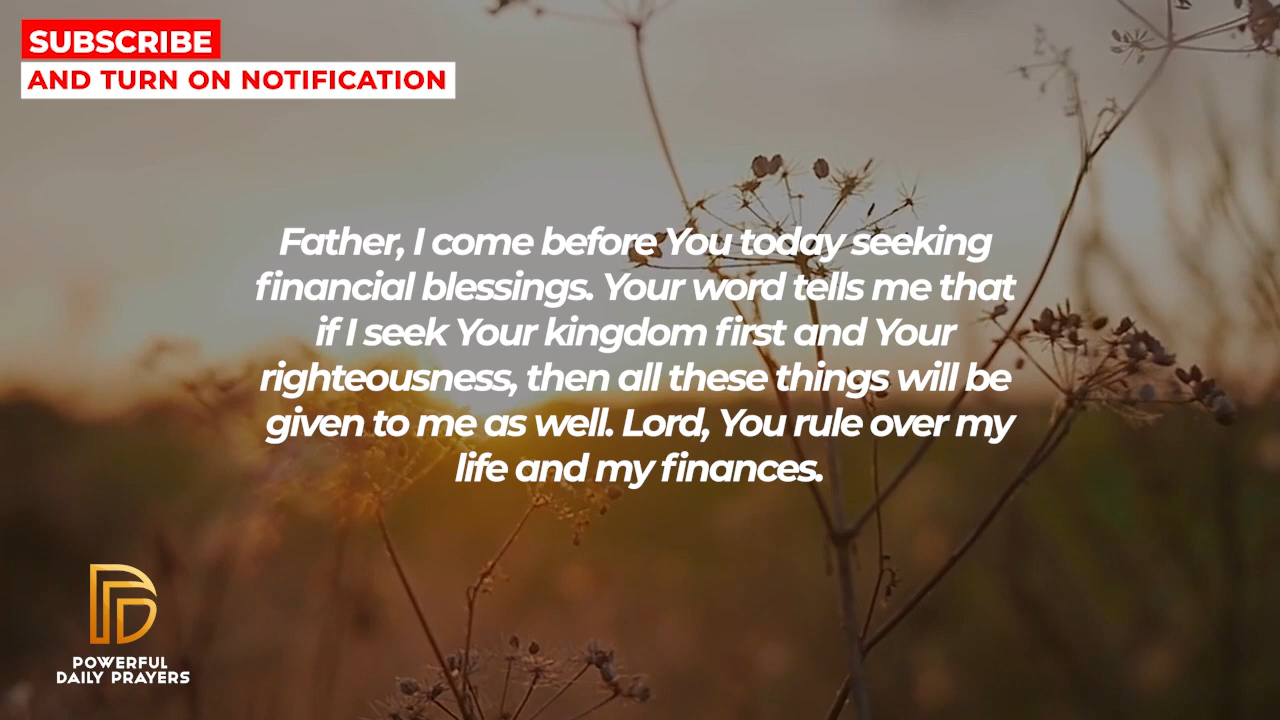 SUBSCRIBE
AND TURN ON NOTIFICATION
Father, I come before You today seeking
financial blessings. Your word tells me that
if I seek Your kingdom first and Your
righteousness, then all these things will be
given to me as well. Lord, You rule over my
life and my finances.
POWERFUL
DAILY PRAYERS